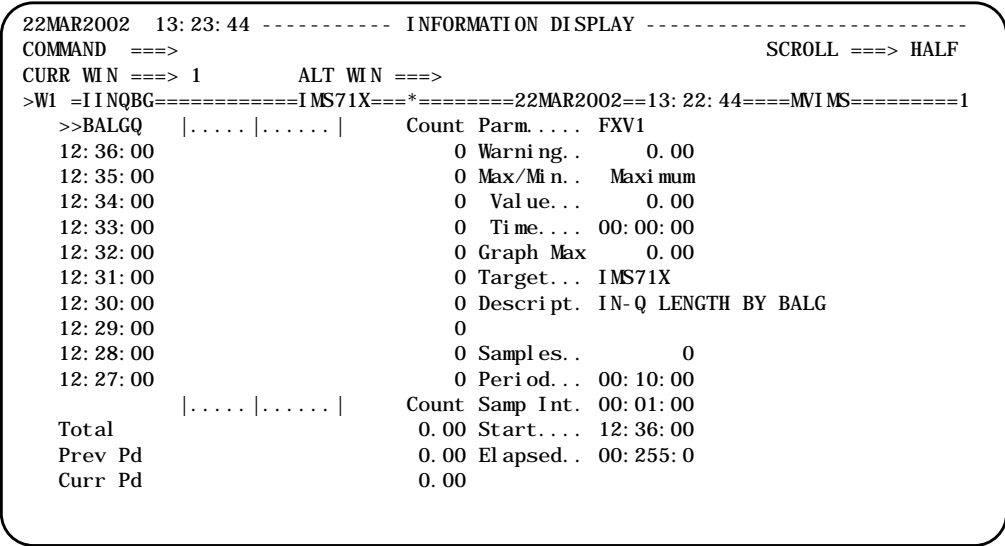 22MAR2002  13:23:44 ----------- INFORMATION DISPLAY ---------------------------
COMMAND  ===>                                                 SCROLL ===> HALF
CURR WIN ===> 1        ALT WIN ===>
>W1 =IINQBG============IMS71X===*========22MAR2002==13:22:44====MVIMS=========1
   >>BALGQ   |.....|......|     Count Parm..... FXV1
   12:36:00                         0 Warning..     0.00
   12:35:00                         0 Max/Min..  Maximum
   12:34:00                         0  Value...     0.00
   12:33:00                         0  Time.... 00:00:00
   12:32:00                         0 Graph Max     0.00
   12:31:00                         0 Target... IMS71X
   12:30:00                         0 Descript. IN-Q LENGTH BY BALG
   12:29:00                         0
   12:28:00                         0 Samples..        0
   12:27:00                         0 Period... 00:10:00
             |.....|......|     Count Samp Int. 00:01:00
   Total                         0.00 Start.... 12:36:00
   Prev Pd                       0.00 Elapsed.. 00:255:0
   Curr Pd                       0.00